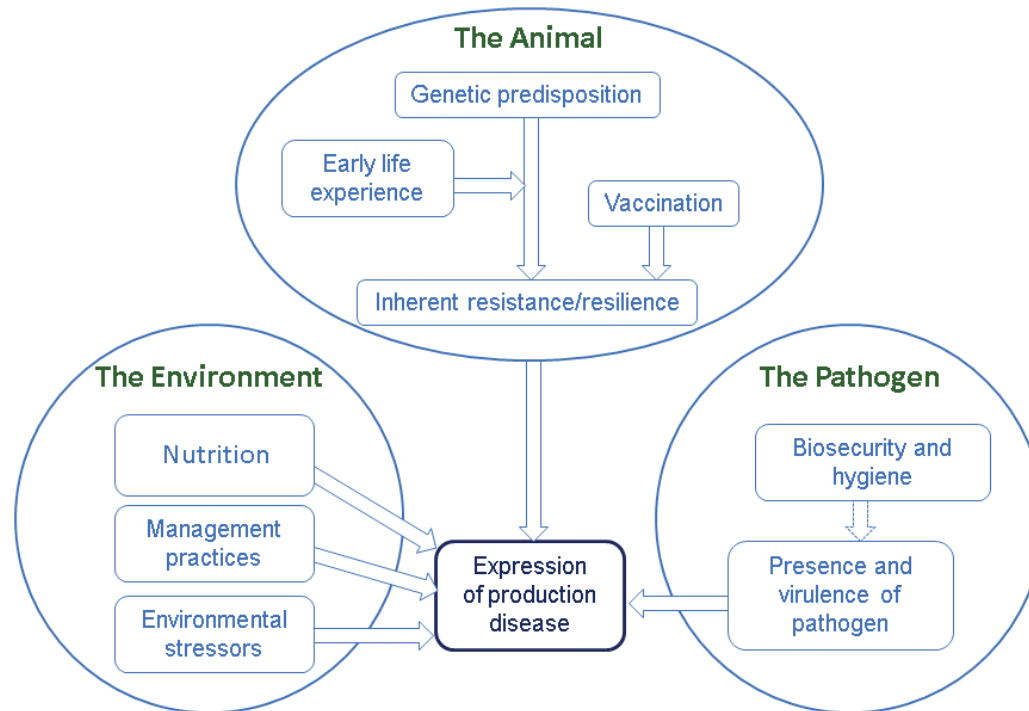 The Animal
Genetic predisposition
Early life
experience
Vaccination
Inherent resistance/resilience
The Environment
Nutrition
Management
practices
Environmental
stressors
Expression
of production
disease
The Pathogen
Biosecurity and
hygiene
Presence and
virulence of
pathogen